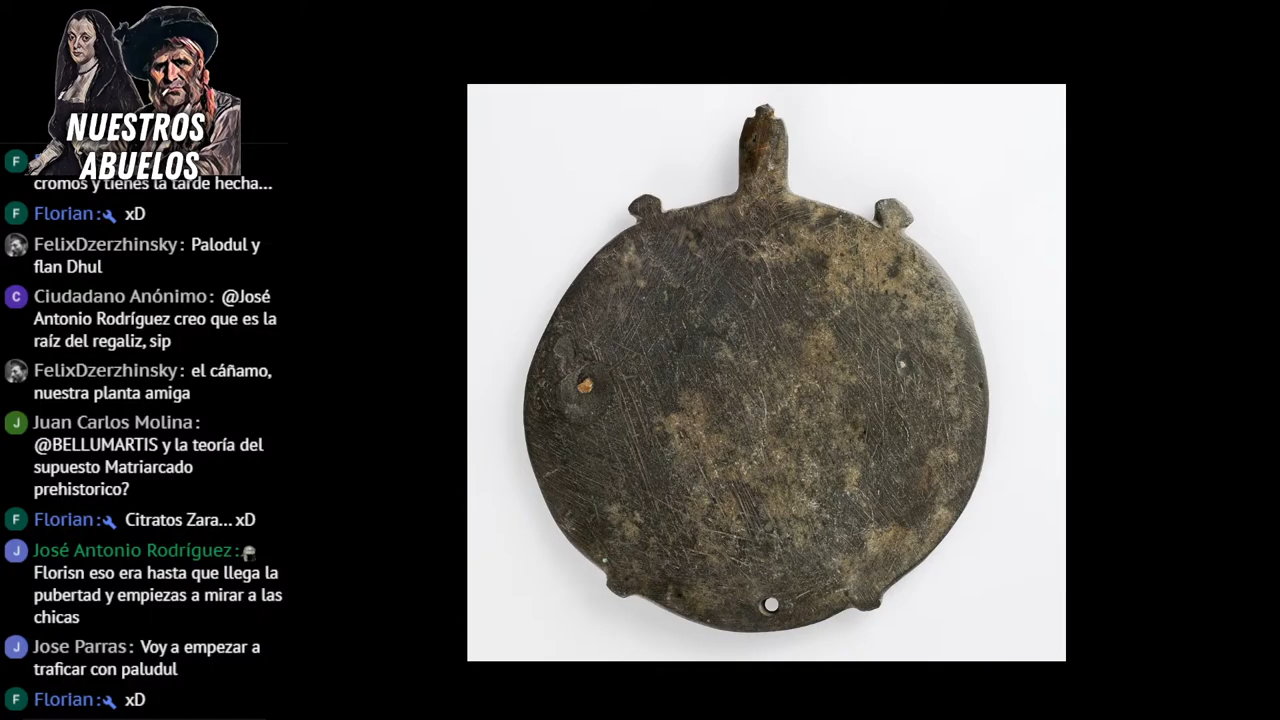 NUESTROS
ABUELOS
cromos y tienes la tarde hecha...
F Florian: xD
FelixDzerzhinsky: Palodul y
flan Dhul
C Ciudadano Anónimo: @José
Antonio Rodríguez creo que es la
raíz del regaliz, sip
FelixDzerzhinsky: el cáñamo,
nuestra planta amiga
J Juan Carlos Molina:
@BELLUMARTIS y la teoría del
supuesto Matriarcado
prehistorico?
F Florian: Citratos Zara... xD
J José Antonio Rodríguez:
Florisn eso era hasta que llega la
pubertad y empiezas a mirar a las
chicas
J Jose Parras: Voy a empezar a
traficar con paludul
F Florian: xD